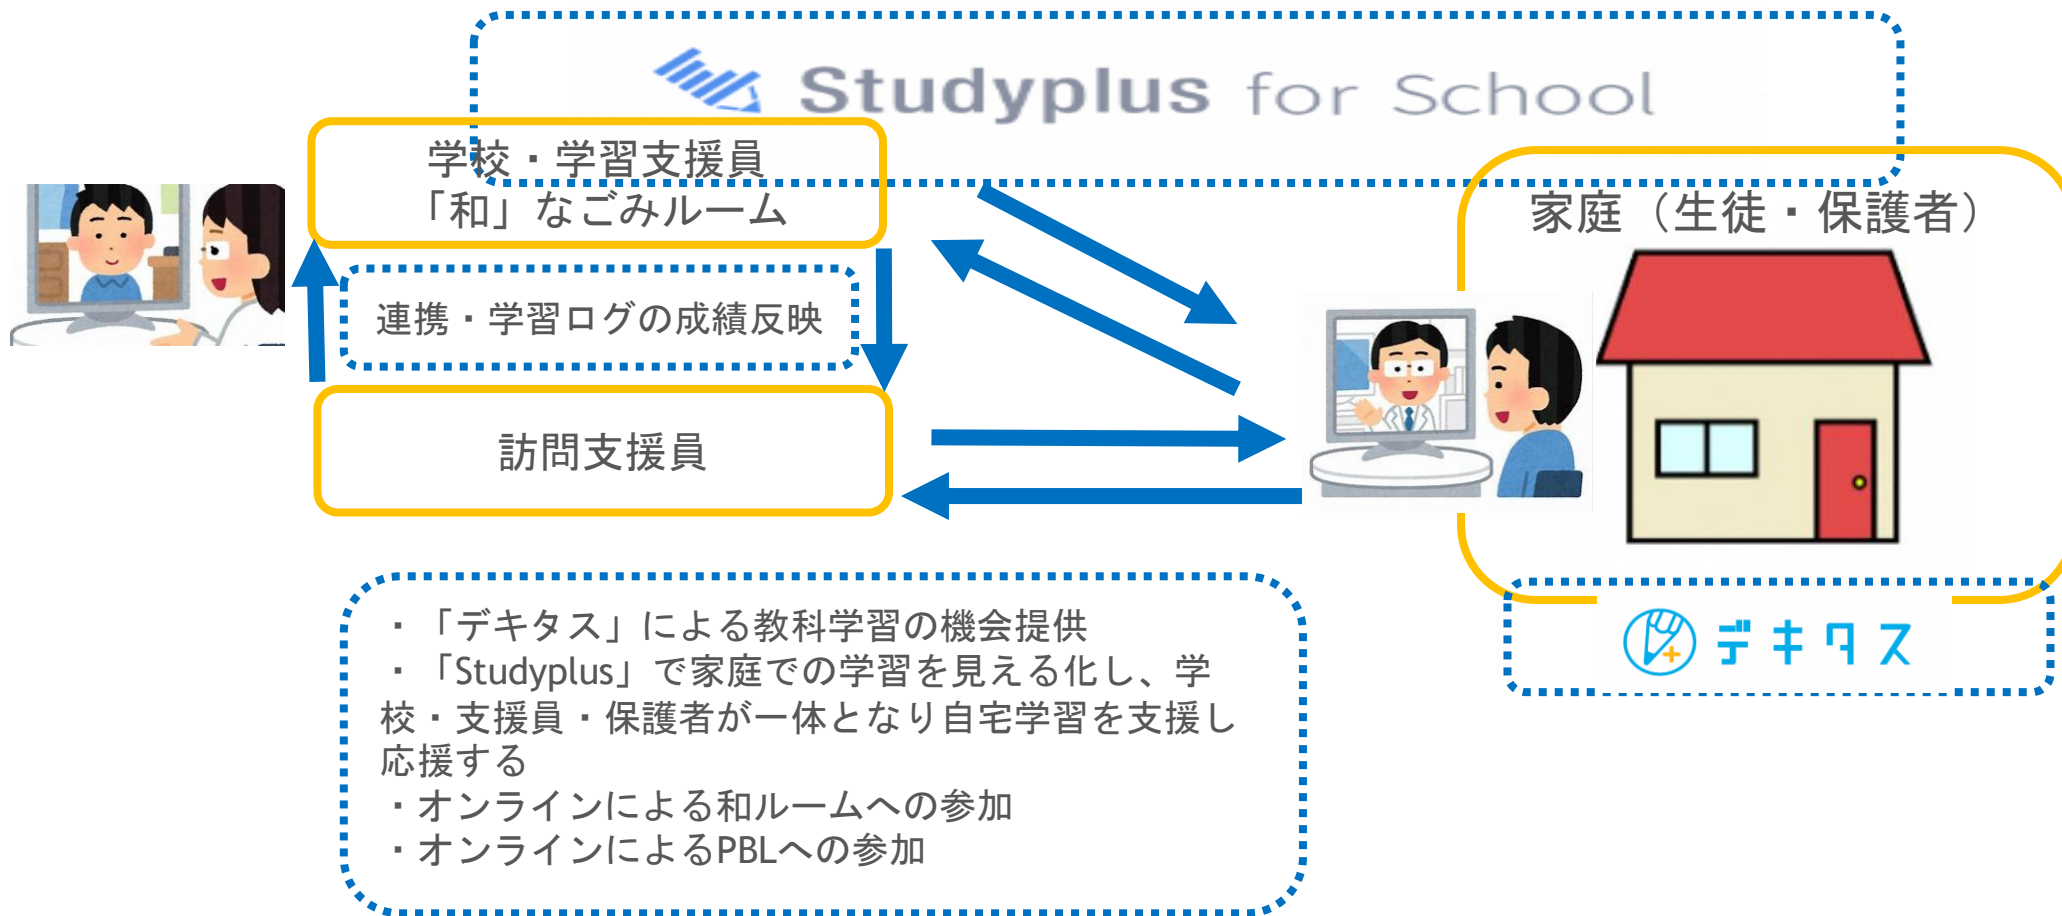 Studyplus for School
学校・学習支援員
「和」なごみルーム
家庭（生徒・保護者）
連携・学習ログの成績反映
訪問支援員
・「デキタス」による教科学習の機会提供
・「Studyplus」で家庭での学習を見える化し、学
校・支援員・保護者が一体となり自宅学習を支援し
応援する
・オンラインによる和ルームへの参加
・オンラインによるPBLへの参加
デキタス